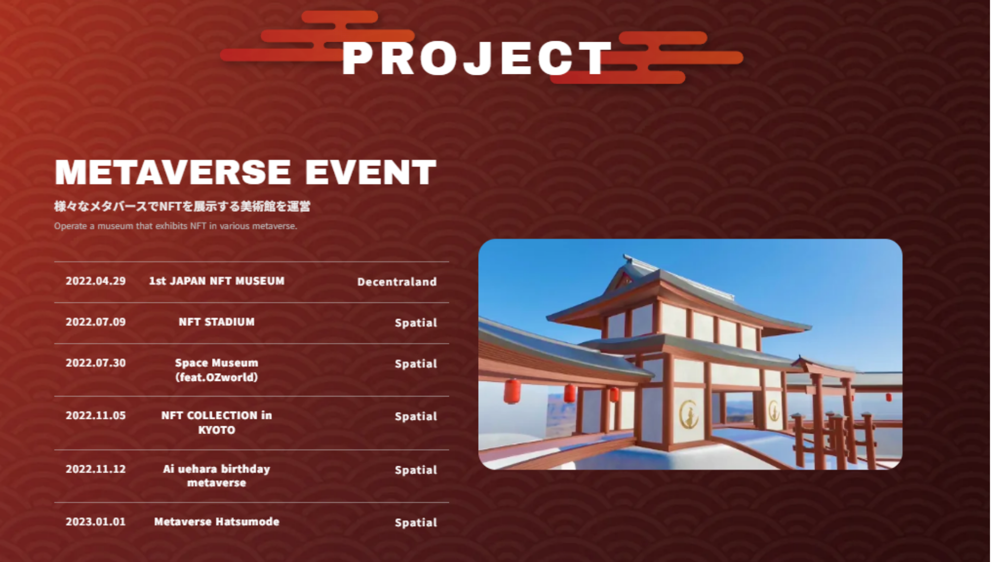 PROJECT
METAVERSE EVENT
様々なメタバースでNFTを展示する美術館を運営
Operate a museum that exhibits NFT in various metaverse.
2022.04.29 1st JAPAN NFT MUSEUM Decentraland
2022.07.09 NFT STADIUM Spatial
2022.07.30 Space Museum Spatial
(feat.OZworld)
2022.11.05 NFT COLLECTION in Spatial
KYOTO
2022.11.12 Ai uehara birthday Spatial
metaverse
2023.01.01 Metaverse Hatsumode Spatial